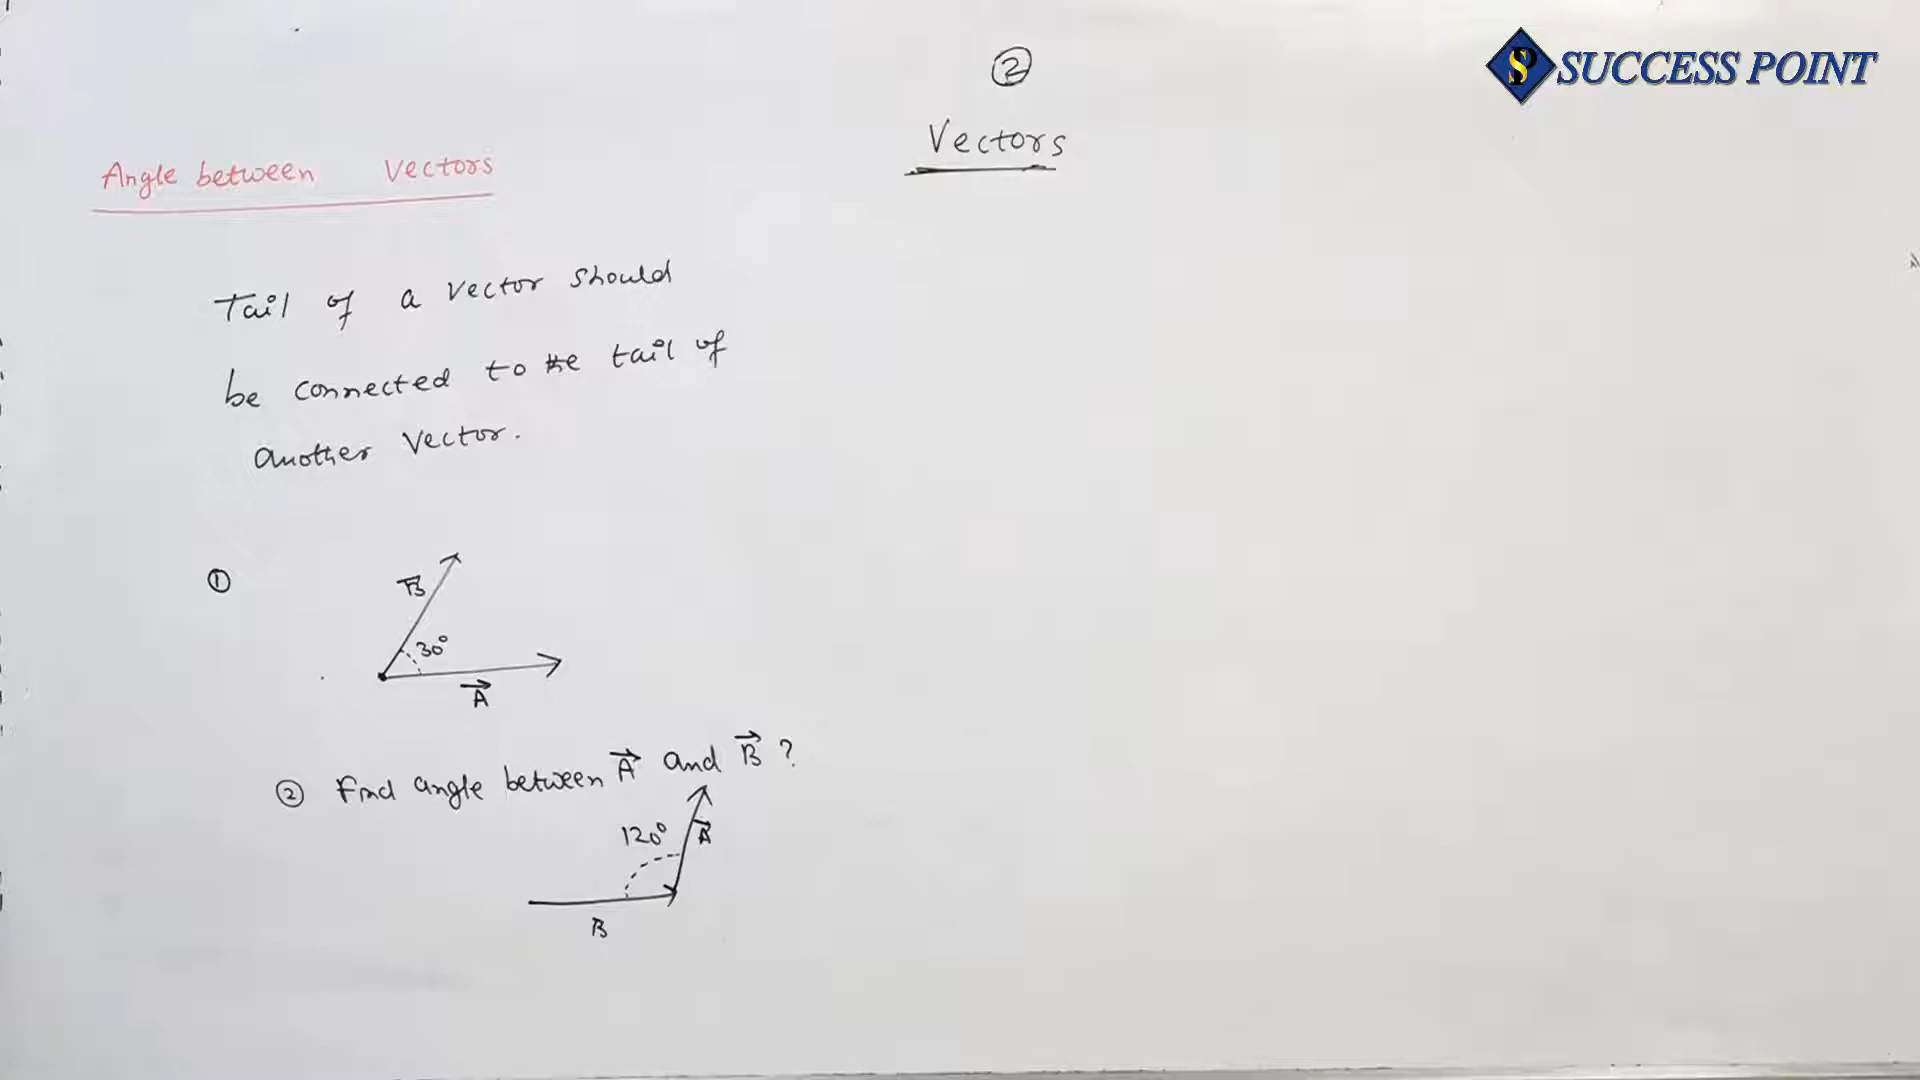 ②
SP SUCCESS POINT
Vectors
Angle between Vectors
Tail of a vector should
be connected to the tail of
another vector.
①
B
30°
A
② Find angle between A and B ?
120°
A
B